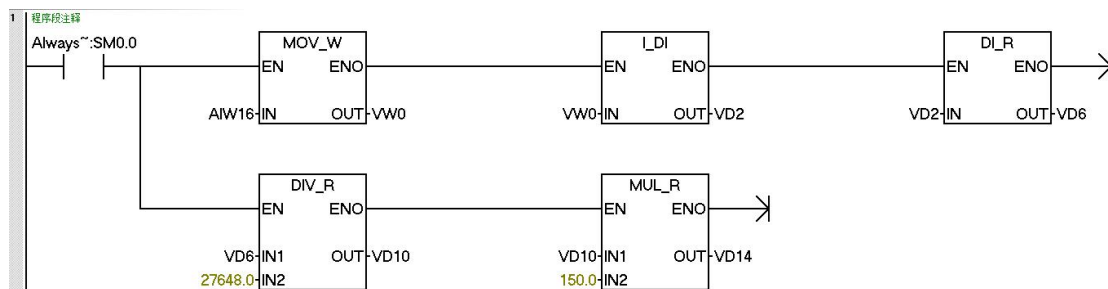 1 程序段注釋
Always~:SM0.0
MOV_W
I_DI
DI_R
EN ENO
EN ENO
EN ENO
AIW16 IN OUT VW0
VW0 IN OUT VD2
VD2 IN OUT VD6
DIV_R
MUL_R
EN ENO
EN ENO
VD6 IN1 OUT VD10
VD10 IN1 OUT VD14
27648.0 IN2
150.0 IN2